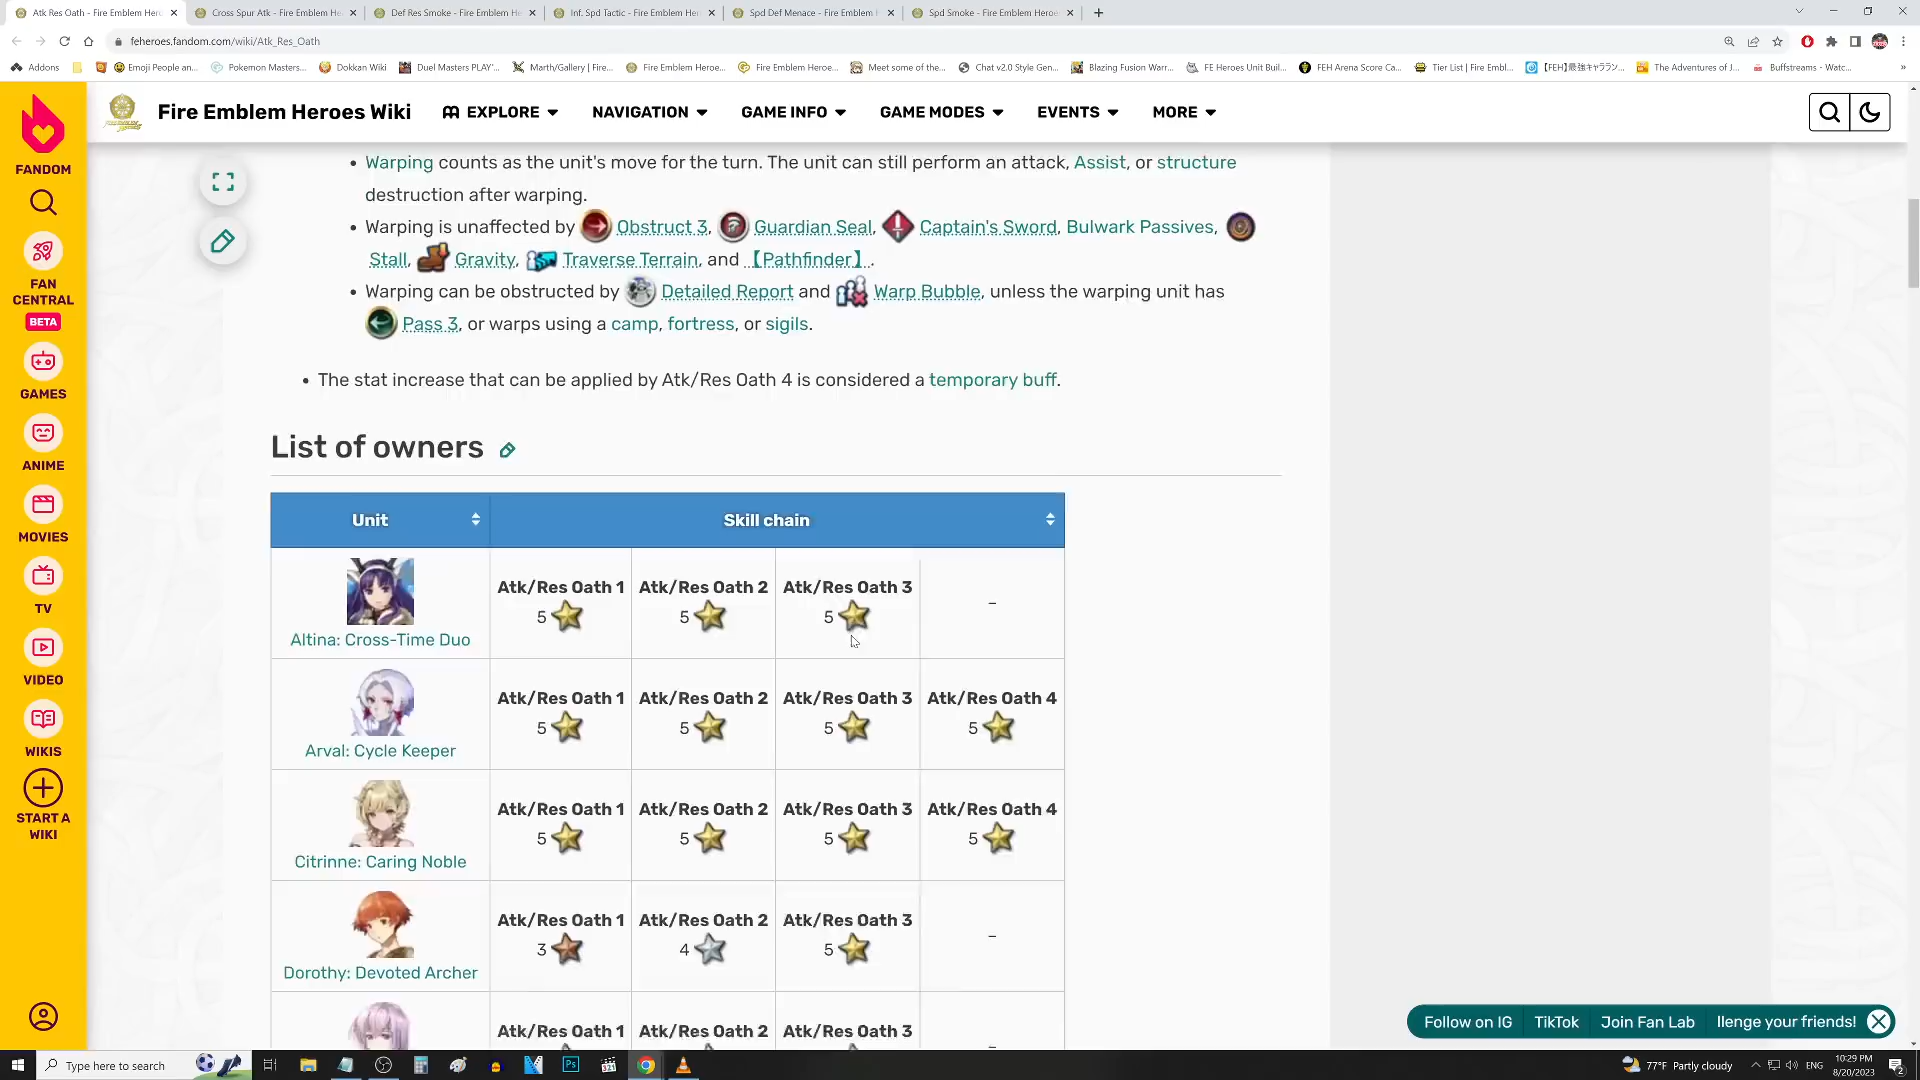 Atk Res Oath - Fire Emblem Her
Cross Spur Atk - Fire Emblem He
Def Res Smoke - Fire Emblem He
Inf. Spd Tactic - Fire Emblem He
Spd Def Menace - Fire Emblem
Spd Smoke - Fire Emblem Heroe
feheroes.fandom.com/wiki/Atk_Res_Oath
Addons
Emoji People an...
Pokemon Masters...
Dokkan Wiki
Duel Masters PLAY'...
Marth/Gallery | Fire...
Fire Emblem Heroe...
Fire Emblem Heroe...
Meet some of the...
Chat v2.0 Style Gen...
Blazing Fusion Warr...
FE Heroes Unit Buil...
FEH Arena Score Ca...
Tier List | Fire Embl...
【FEH】最強キャララン...
The Adventures of J...
Buffstreams - Watc...
Fire Emblem Heroes Wiki
EXPLORE
NAVIGATION
GAME INFO
GAME MODES
EVENTS
MORE
FANDOM
FAN
CENTRAL
BETA
GAMES
ANIME
MOVIES
TV
VIDEO
WIKIS
START A
WIKI
• Warping counts as the unit's move for the turn. The unit can still perform an attack, Assist, or structure
destruction after warping.
• Warping is unaffected by Obstruct 3, Guardian Seal, Captain's Sword, Bulwark Passives,
Stall, Gravity, Traverse Terrain, and 【Pathfinder】.
• Warping can be obstructed by Detailed Report and Warp Bubble, unless the warping unit has
Pass 3, or warps using a camp, fortress, or sigils.
• The stat increase that can be applied by Atk/Res Oath 4 is considered a temporary buff.
List of owners
Unit Skill chain
Atk/Res Oath 1 Atk/Res Oath 2 Atk/Res Oath 3
5 5 5 –
Altina: Cross-Time Duo
Atk/Res Oath 1 Atk/Res Oath 2 Atk/Res Oath 3 Atk/Res Oath 4
5 5 5 5
Arval: Cycle Keeper
Atk/Res Oath 1 Atk/Res Oath 2 Atk/Res Oath 3 Atk/Res Oath 4
5 5 5 5
Citrinne: Caring Noble
Atk/Res Oath 1 Atk/Res Oath 2 Atk/Res Oath 3
3 4 5 –
Dorothy: Devoted Archer
Atk/Res Oath 1 Atk/Res Oath 2 Atk/Res Oath 3
–
Follow on IG TikTok Join Fan Lab llenge your friends!
Type here to search
77°F Partly cloudy
ENG
10:29 PM
8/20/2023